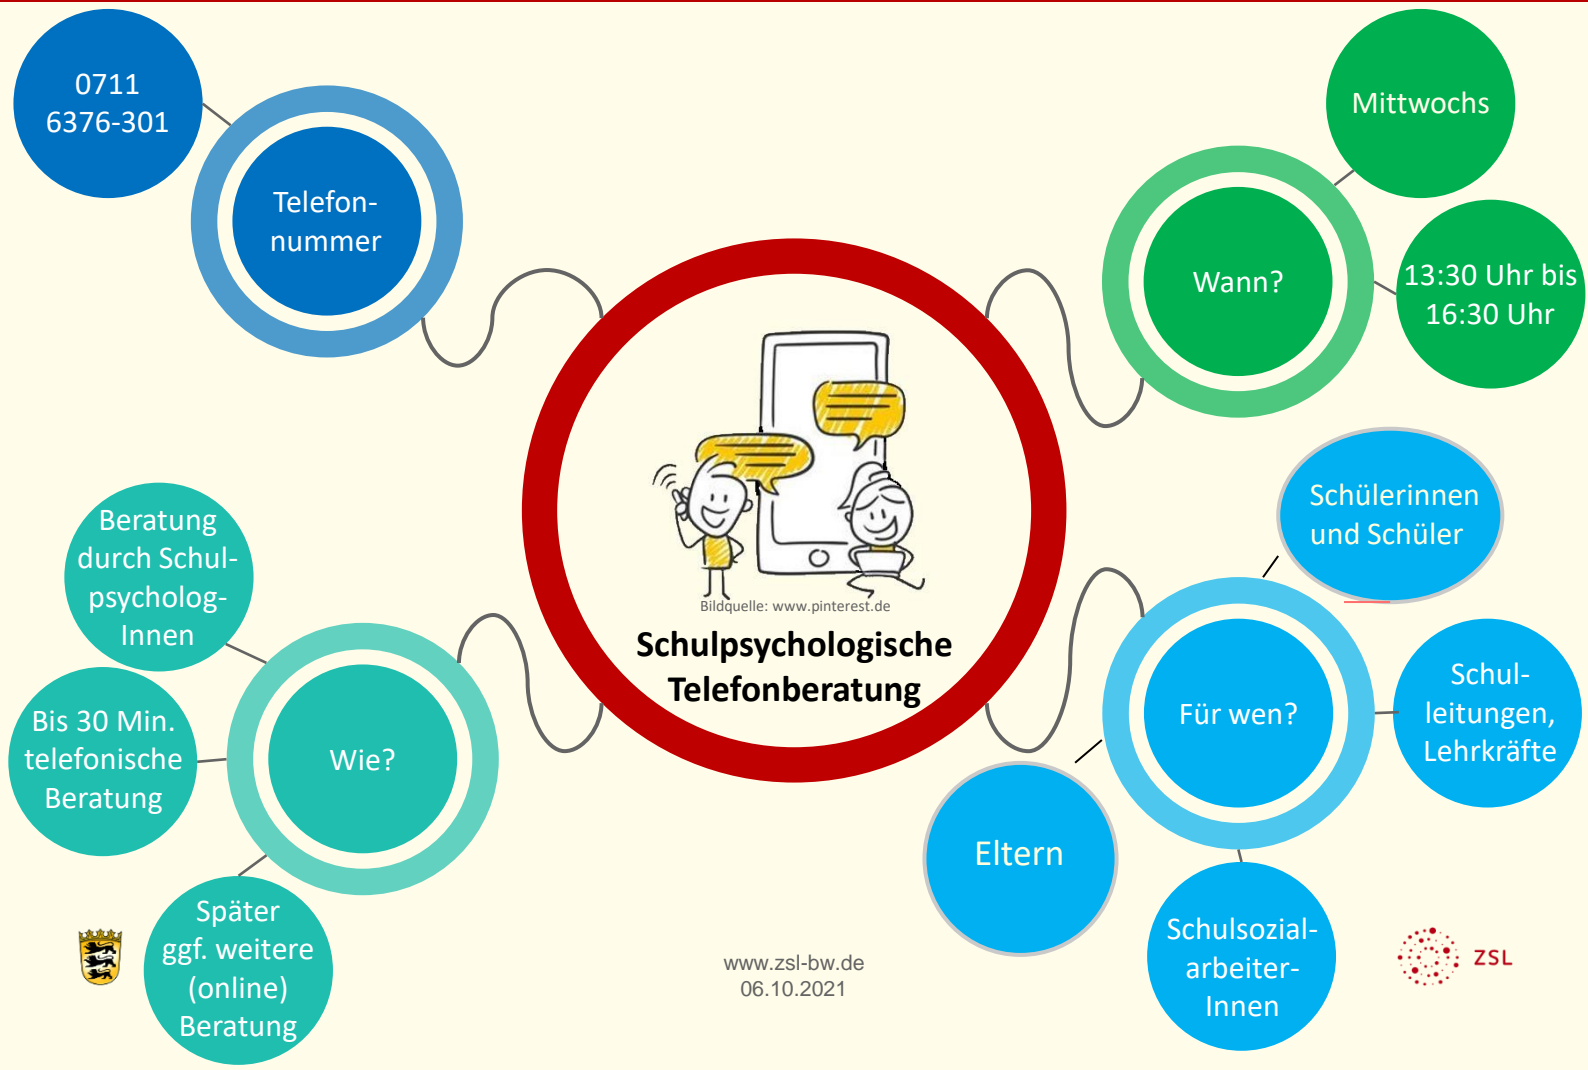 0711
6376-301
Telefon-
nummer
Mittwochs
Wann?
13:30 Uhr bis
16:30 Uhr
Bildquelle: www.pinterest.de
Schulpsychologische
Telefonberatung
Beratung
durch Schul-
psycholog-
Innen
Bis 30 Min.
telefonische
Beratung
Wie?
Später
ggf. weitere
(online)
Beratung
Schülerinnen
und Schüler
Für wen?
Schul-
leitungen,
Lehrkräfte
Eltern
Schulsozial-
arbeiter-
Innen
www.zsl-bw.de
06.10.2021
ZSL